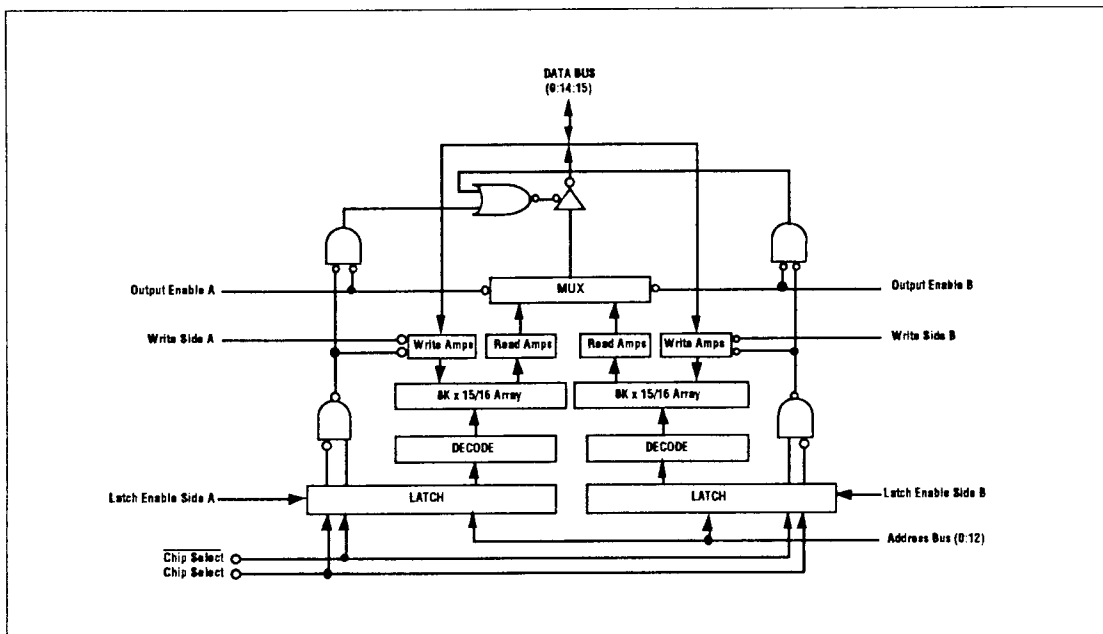 DATA BUS
(0:14:15)
Output Enable A
MUX
Output Enable B
Write Side A
Write Amps
Read Amps
Read Amps
Write Amps
Write Side B
8K x 15/16 Array
8K x 15/16 Array
DECODE
DECODE
Latch Enable Side A
LATCH
LATCH
Latch Enable Side B
Address Bus (0:12)
Chip Select
Chip Select